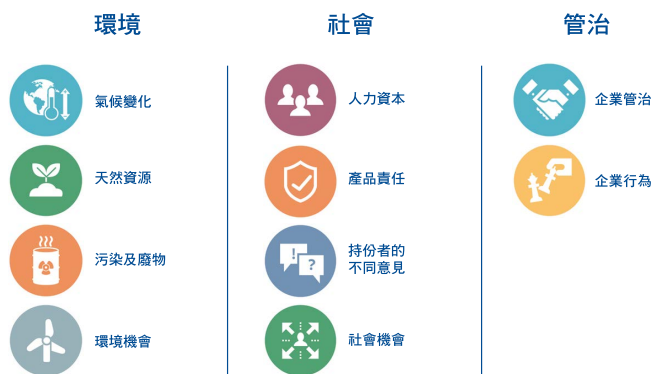 環境
氣候變化
天然資源
污染及廢物
環境機會
社會
人力資本
產品責任
持份者的
不同意見
社會機會
管治
企業管治
企業行為